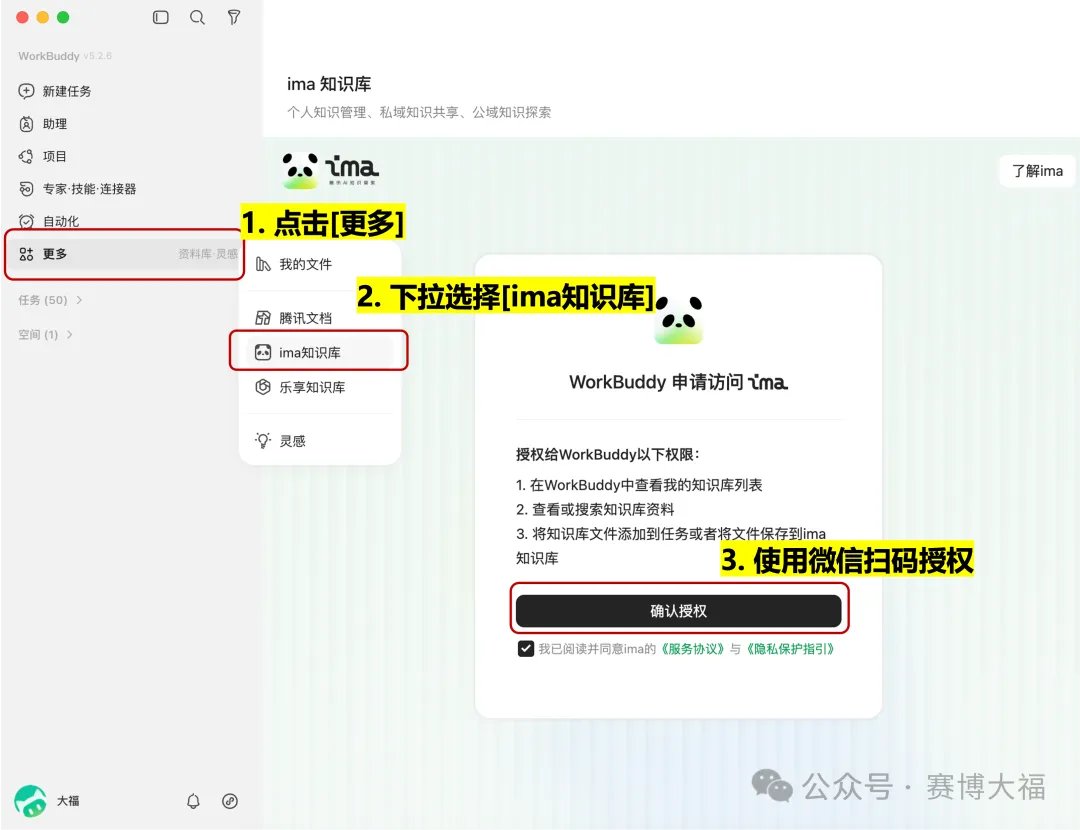 WorkBuddy v5.2.6
新建任务
助理
项目
专家·技能·连接器
自动化
更多 资料库·灵感
任务 (50)
空间 (1)
大福
ima 知识库
个人知识管理、私域知识共享、公域知识探索
ima
腾讯AI知识探索
了解ima
1. 点击[更多]
我的文件
2. 下拉选择[ima知识库]
腾讯文档
ima知识库
乐享知识库
灵感
WorkBuddy 申请访问 ima
授权给WorkBuddy以下权限：
1. 在WorkBuddy中查看我的知识库列表
2. 查看或搜索知识库资料
3. 将知识库文件添加到任务或者将文件保存到ima
知识库
3. 使用微信扫码授权
确认授权
我已阅读并同意ima的《服务协议》与《隐私保护指引》
公众号 · 赛博大福